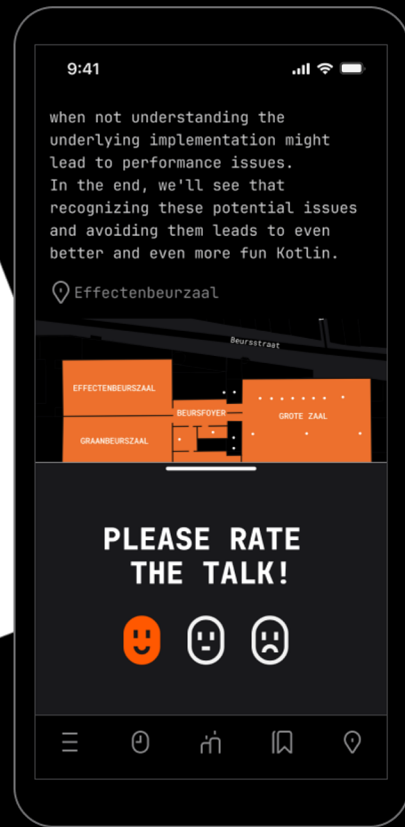 9:41
when not understanding the
underlying implementation might
lead to performance issues.
In the end, we'll see that
recognizing these potential issues
and avoiding them leads to even
better and even more fun Kotlin.
Effectenbeurzaal
Beursstraat
EFFECTENBEURSZAAL
BEURSFOYER
GROTE ZAAL
GRAANBEURSZAAL
PLEASE RATE
THE TALK!